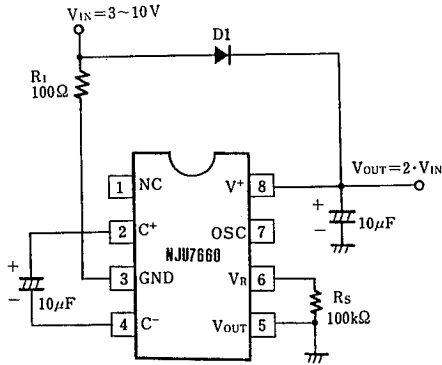 VIN=3~10V
D1
R1
100Ω
VOUT=2·VIN
1 NC V+ 8
+
10μF
−
2 C+ OSC 7
NJU7660
+
10μF
−
3 GND VR 6
RS
100kΩ
4 C− VOUT 5